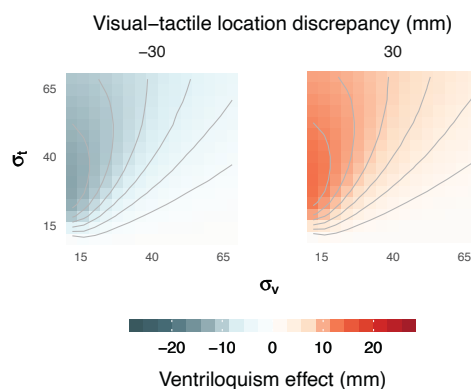 Visual−tactile location discrepancy (mm)
−30 30
65
40
15
σt
15 40 65 15 40 65
σv
−20 −10 0 10 20
Ventriloquism effect (mm)